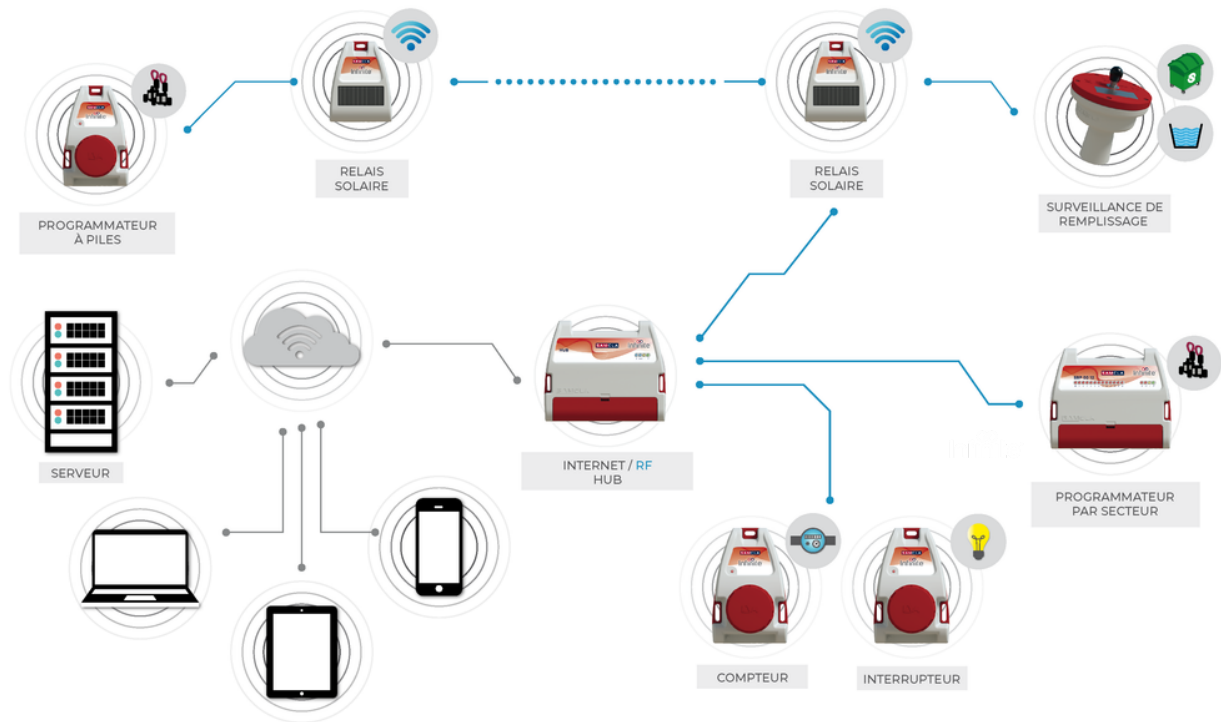 RELAIS
SOLAIRE
RELAIS
SOLAIRE
PROGRAMMATEUR
À PILES
SURVEILLANCE DE
REMPLISSAGE
SERVEUR
INTERNET / RF
HUB
PROGRAMMATEUR
PAR SECTEUR
COMPTEUR
INTERRUPTEUR